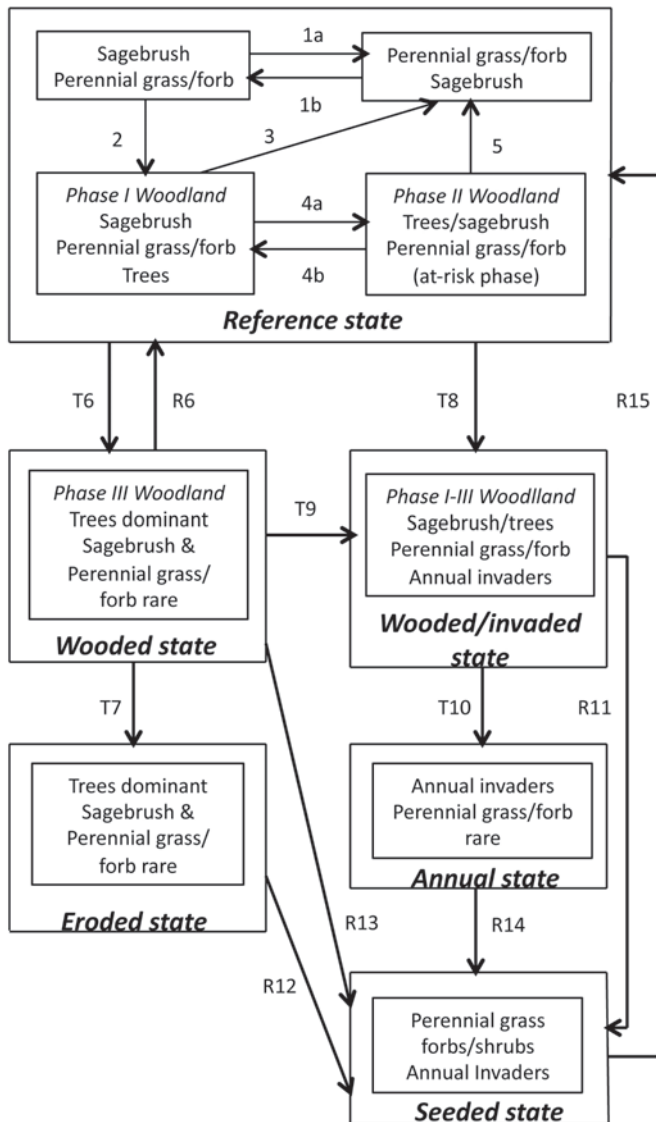 1a
Sagebrush
Perennial grass/forb
Perennial grass/forb
Sagebrush
1b
2
3
5
Phase I Woodland
Sagebrush
Perennial grass/forb
Trees
4a
4b
Phase II Woodland
Trees/sagebrush
Perennial grass/forb
(at-risk phase)
Reference state
T6
R6
T8
R15
Phase III Woodland
Trees dominant
Sagebrush &
Perennial grass/
forb rare
Wooded state
T9
Phase I-III Woodlland
Sagebrush/trees
Perennial grass/forb
Annual invaders
Wooded/invaded
state
T7
T10
R11
Trees dominant
Sagebrush &
Perennial grass/
forb rare
Eroded state
Annual invaders
Perennial grass/forb
rare
Annual state
R13
R14
R12
Perennial grass
forbs/shrubs
Annual Invaders
Seeded state